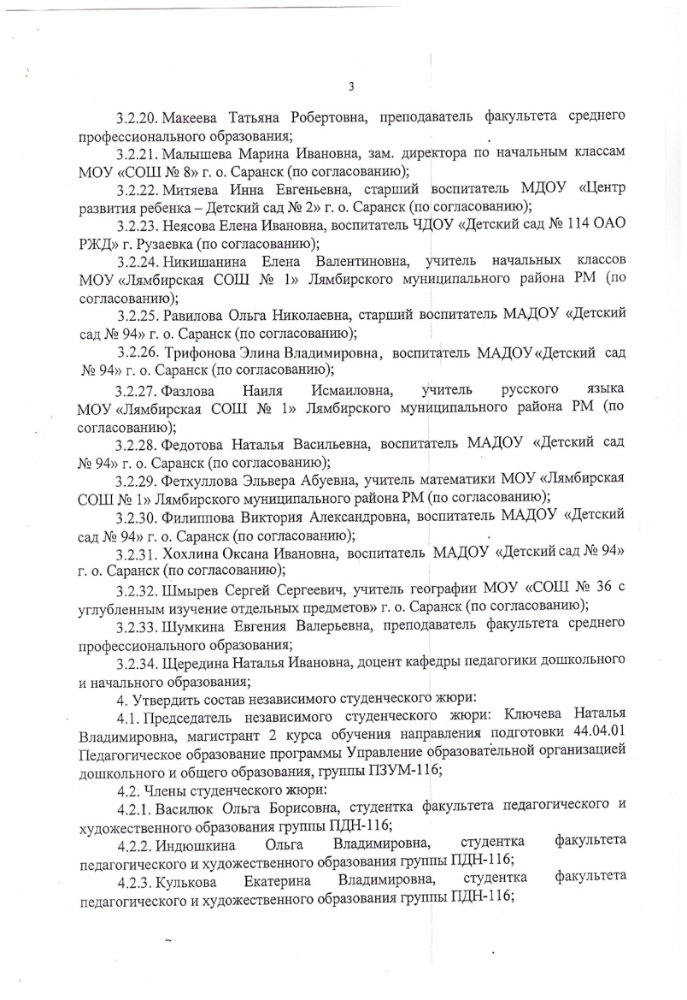 3
3.2.20. Макеева Татьяна Робертовна, преподаватель факультета среднего
профессионального образования;
3.2.21. Малышева Марина Ивановна, зам. директора по начальным классам
МОУ «СОШ № 8» г. о. Саранск (по согласованию);
3.2.22. Митяева Инна Евгеньевна, старший воспитатель МДОУ «Центр
развития ребенка – Детский сад № 2» г. о. Саранск (по согласованию);
3.2.23. Неясова Елена Ивановна, воспитатель ЧДОУ «Детский сад № 114 ОАО
РЖД» г. Рузаевка (по согласованию);
3.2.24. Никишанина Елена Валентиновна, учитель начальных классов
МОУ «Лямбирская СОШ № 1» Лямбирского муниципального района РМ (по
согласованию);
3.2.25. Равилова Ольга Николаевна, старший воспитатель МАДОУ «Детский
сад № 94» г. о. Саранск (по согласованию);
3.2.26. Трифонова Элина Владимировна, воспитатель МАДОУ «Детский сад
№ 94» г. о. Саранск (по согласованию);
3.2.27. Фазлова Наиля Исмаиловна, учитель русского языка
МОУ «Лямбирская СОШ № 1» Лямбирского муниципального района РМ (по
согласованию);
3.2.28. Федотова Наталья Васильевна, воспитатель МАДОУ «Детский сад
№ 94» г. о. Саранск (по согласованию);
3.2.29. Фетхуллова Эльвера Абуевна, учитель математики МОУ «Лямбирская
СОШ № 1» Лямбирского муниципального района РМ (по согласованию);
3.2.30. Филиппова Виктория Александровна, воспитатель МАДОУ «Детский
сад № 94» г. о. Саранск (по согласованию);
3.2.31. Хохлина Оксана Ивановна, воспитатель МАДОУ «Детский сад № 94»
г. о. Саранск (по согласованию);
3.2.32. Шмырев Сергей Сергеевич, учитель географии МОУ «СОШ № 36 с
углубленным изучение отдельных предметов» г. о. Саранск (по согласованию);
3.2.33. Шумкина Евгения Валерьевна, преподаватель факультета среднего
профессионального образования;
3.2.34. Щередина Наталья Ивановна, доцент кафедры педагогики дошкольного
и начального образования;
4. Утвердить состав независимого студенческого жюри:
4.1. Председатель независимого студенческого жюри: Ключева Наталья
Владимировна, магистрант 2 курса обучения направления подготовки 44.04.01
Педагогическое образование программы Управление образовательной организацией
дошкольного и общего образования, группы ПЗУМ-116;
4.2. Члены студенческого жюри:
4.2.1. Василюк Ольга Борисовна, студентка факультета педагогического и
художественного образования группы ПДН-116;
4.2.2. Индюшкина Ольга Владимировна, студентка факультета
педагогического и художественного образования группы ПДН-116;
4.2.3. Кулькова Екатерина Владимировна, студентка факультета
педагогического и художественного образования группы ПДН-116;